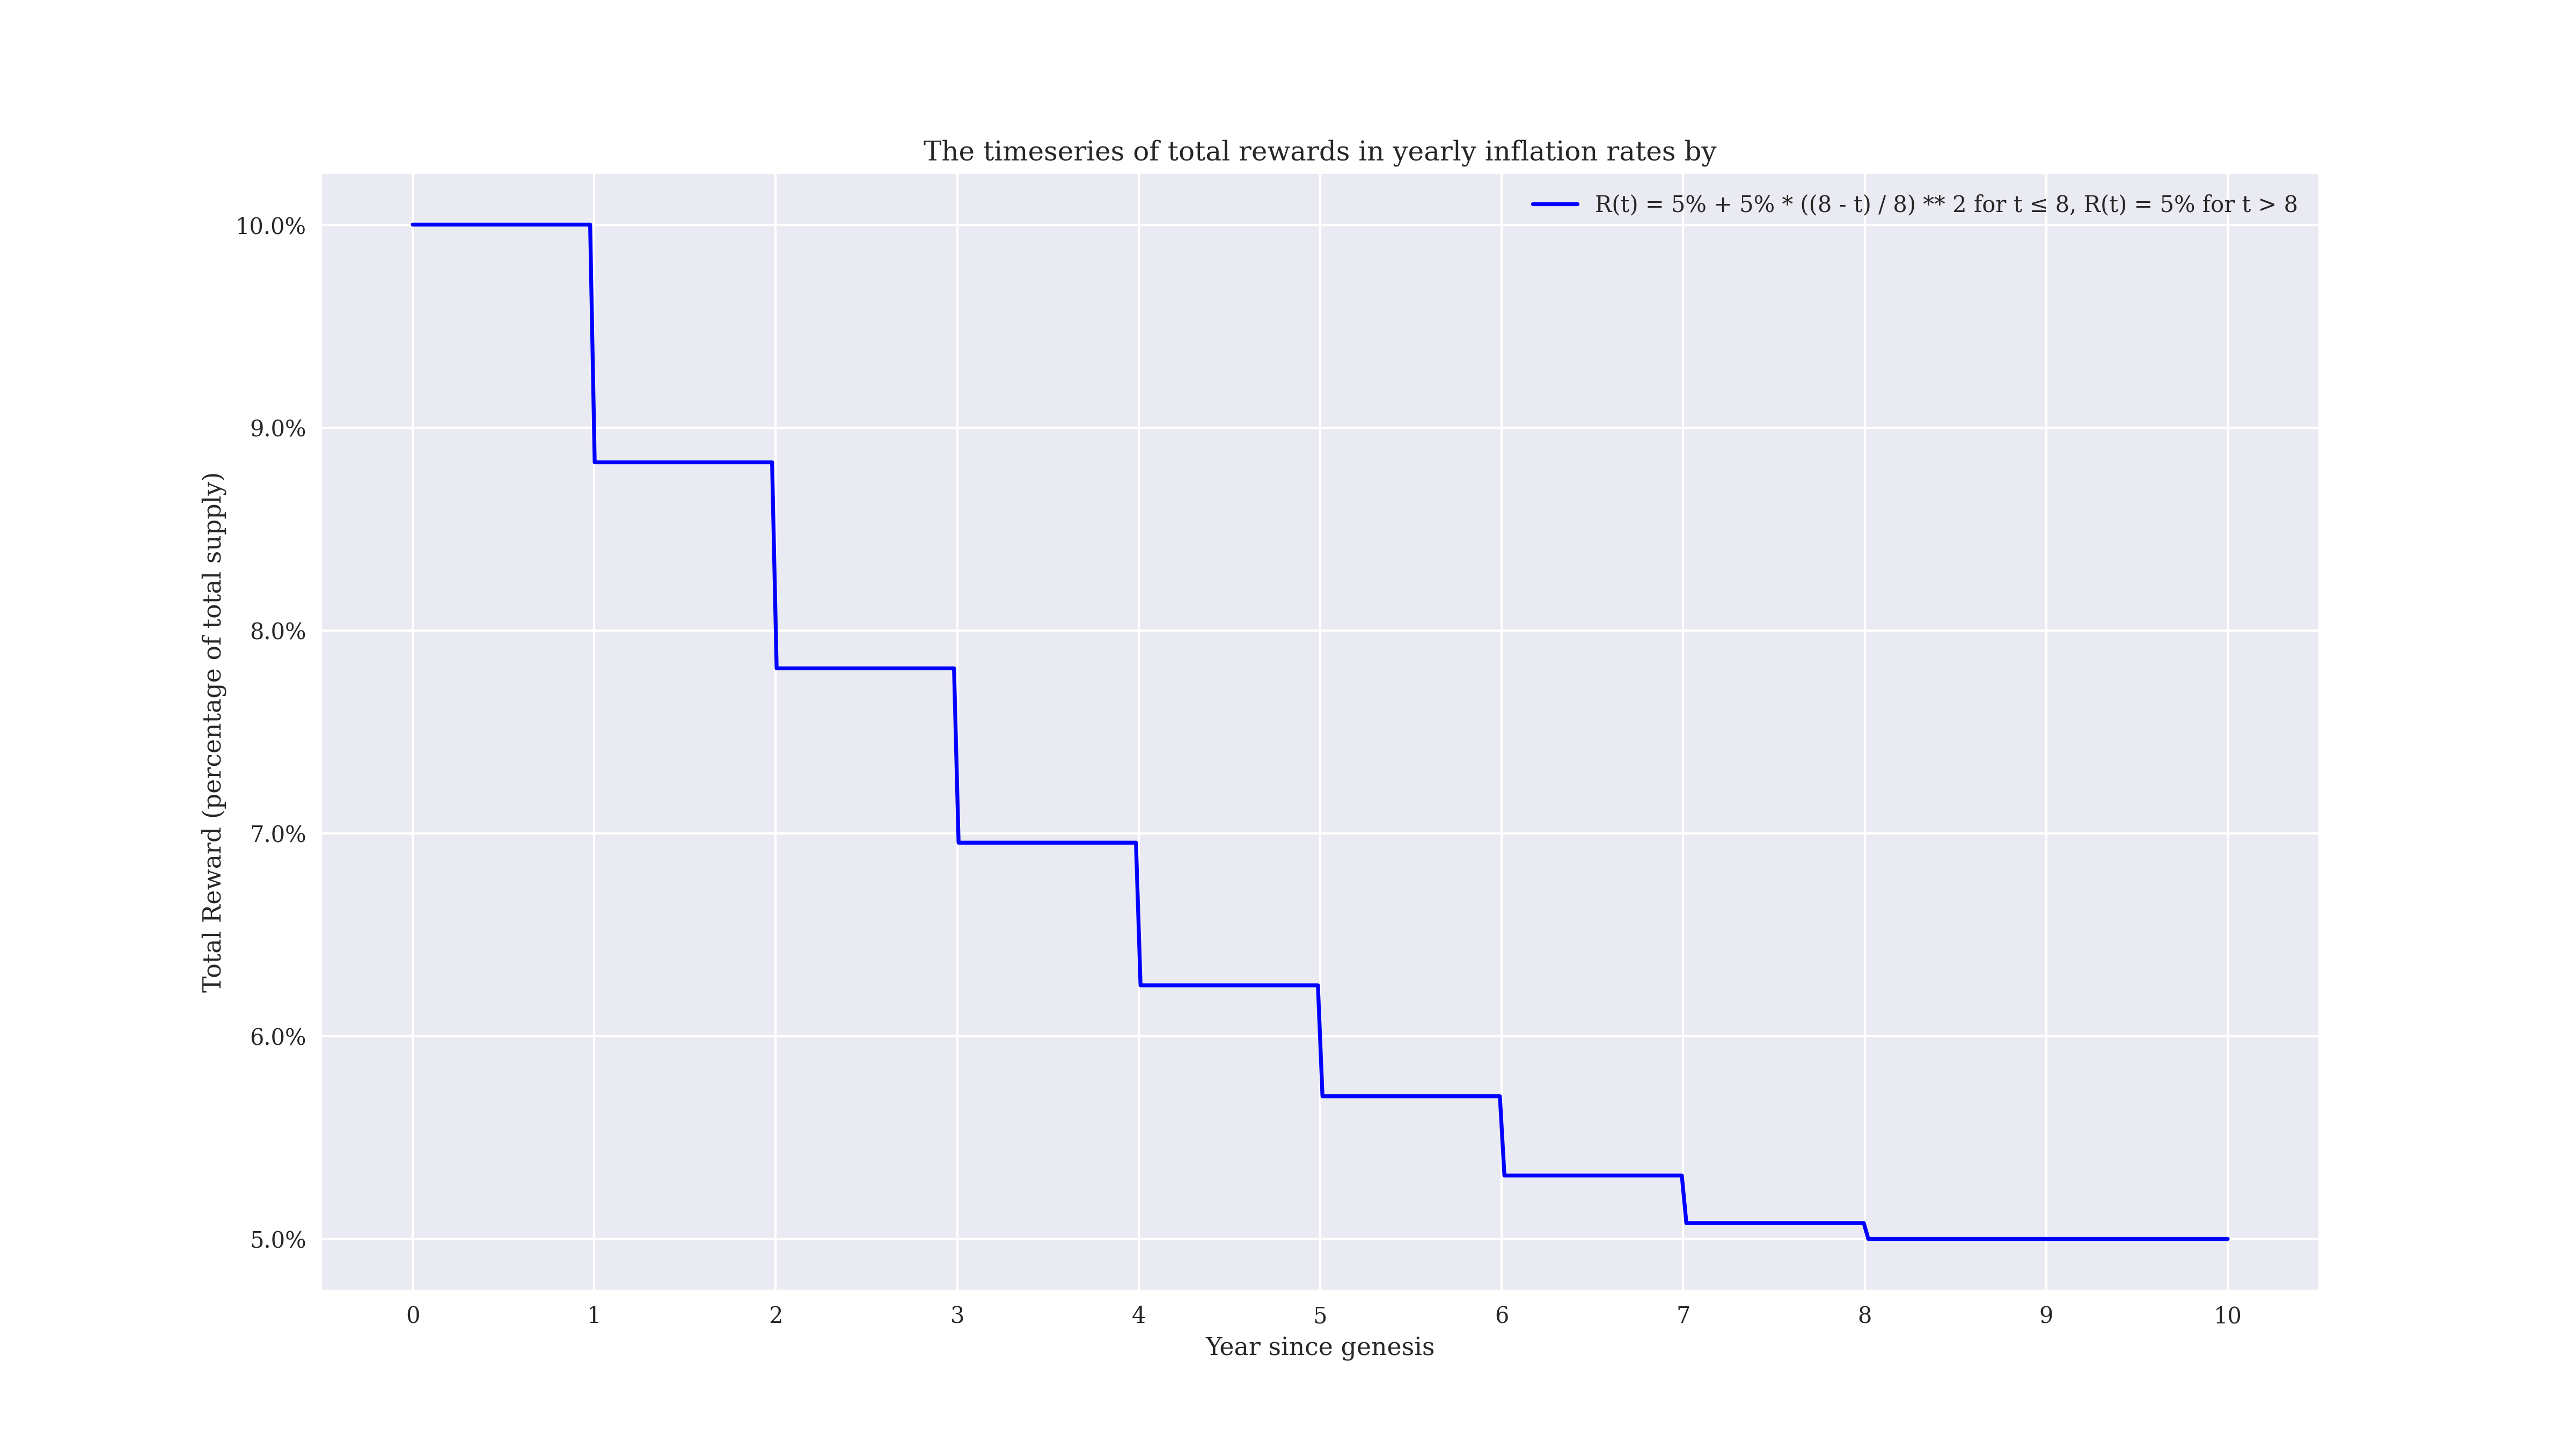 The timeseries of total rewards in yearly inflation rates by
R(t) = 5% + 5% * ((8 - t) / 8) ** 2 for t ≤ 8, R(t) = 5% for t > 8
Total Reward (percentage of total supply)
10.0%
9.0%
8.0%
7.0%
6.0%
5.0%
0 1 2 3 4 5 6 7 8 9 10
Year since genesis